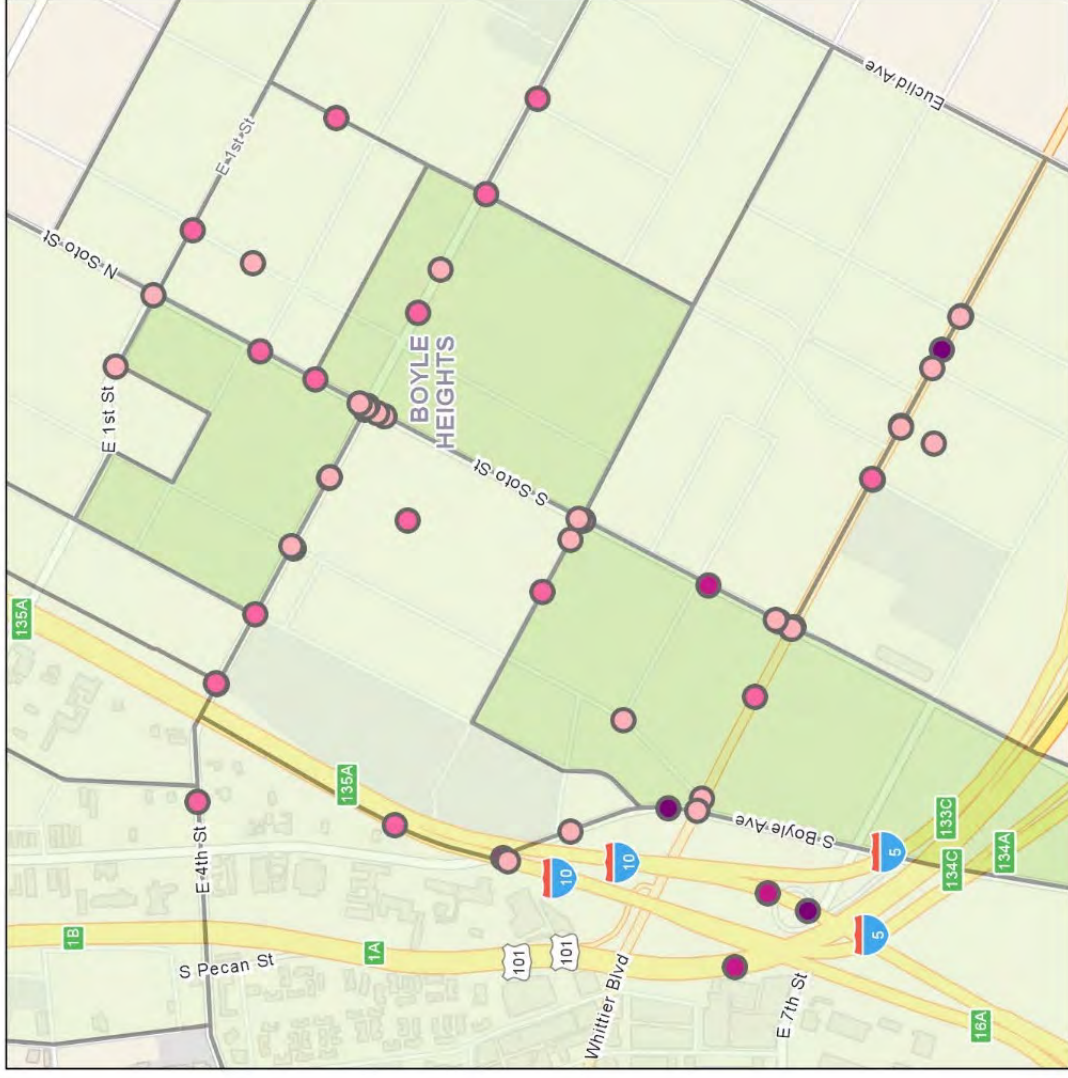 N Soto St
E 1st St
E 1st St
Euclid Ave
135A
BOYLE
HEIGHTS
S Soto St
135A
E 4th St
1B
1A
S Pecan St
10
10
101
101
S Boyle Ave
5
133C
134C
134A
5
Whittier Blvd
E 7th St
16A